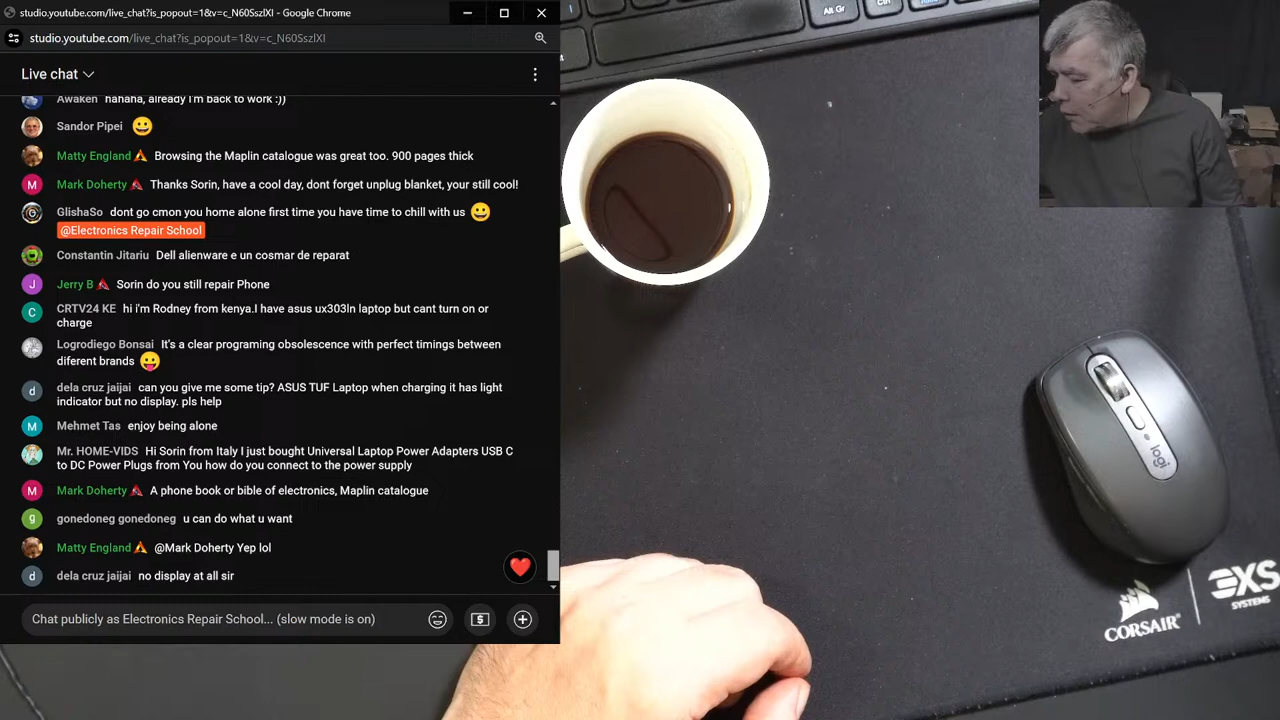 studio.youtube.com/live_chat?is_popout=1&v=c_N60SszlXI - Google Chrome
studio.youtube.com/live_chat?is_popout=1&v=c_N60SszlXI
Live chat
Awaken hahaha, already I'm back to work :))
Sandor Pipei 😀
Matty England Browsing the Maplin catalogue was great too. 900 pages thick
Mark Doherty Thanks Sorin, have a cool day, dont forget unplug blanket, your still cool!
GlishaSo dont go cmon you home alone first time you have time to chill with us 😀
@Electronics Repair School
Constantin Jitariu Dell alienware e un cosmar de reparat
J Jerry B Sorin do you still repair Phone
C CRTV24 KE hi i'm Rodney from kenya.I have asus ux303ln laptop but cant turn on or
charge
Logrodiego Bonsai It's a clear programing obsolescence with perfect timings between
diferent brands 😛
d dela cruz jaijai can you give me some tip? ASUS TUF Laptop when charging it has light
indicator but no display. pls help
M Mehmet Tas enjoy being alone
Mr. HOME-VIDS Hi Sorin from Italy I just bought Universal Laptop Power Adapters USB C
to DC Power Plugs from You how do you connect to the power supply
M Mark Doherty A phone book or bible of electronics, Maplin catalogue
g gonedoneg gonedoneg u can do what u want
Matty England @Mark Doherty Yep lol
d dela cruz jaijai no display at all sir
Chat publicly as Electronics Repair School... (slow mode is on)
Alt Gr
Ctrl
logi
CORSAIR
3XS
SYSTEMS